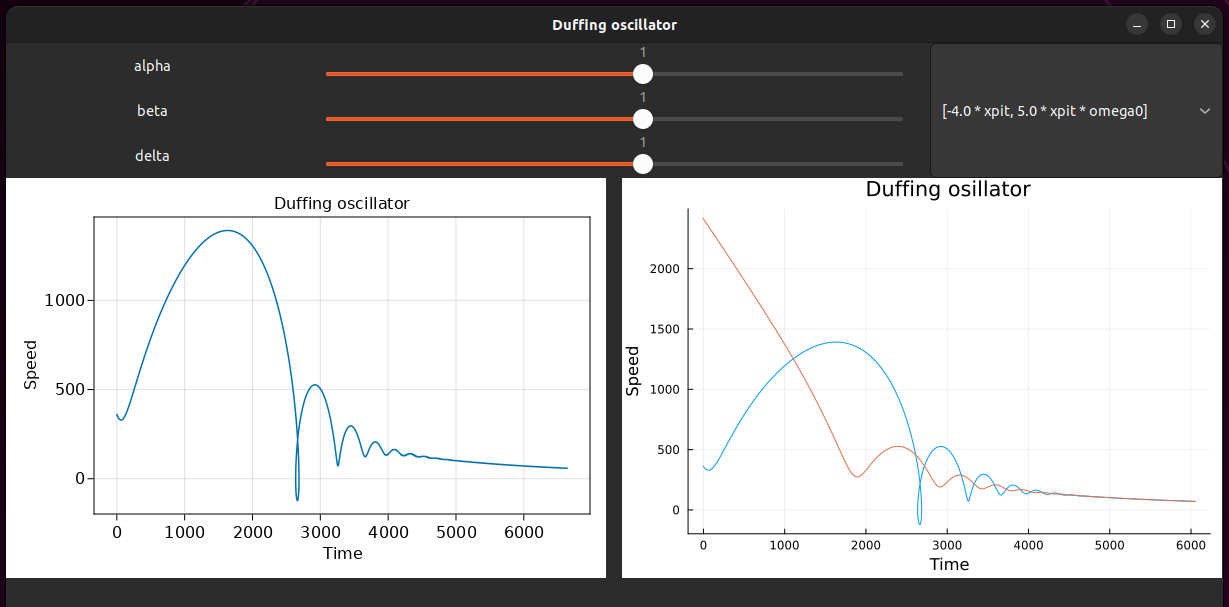 Duffing oscillator
alpha
1
beta
1
delta
1
[-4.0 * xpit, 5.0 * xpit * omega0]
Duffing oscillator
Speed
1000
500
0
0 1000 2000 3000 4000 5000 6000
Time
Duffing osillator
Speed
2000
1500
1000
500
0
0 1000 2000 3000 4000 5000 6000
Time